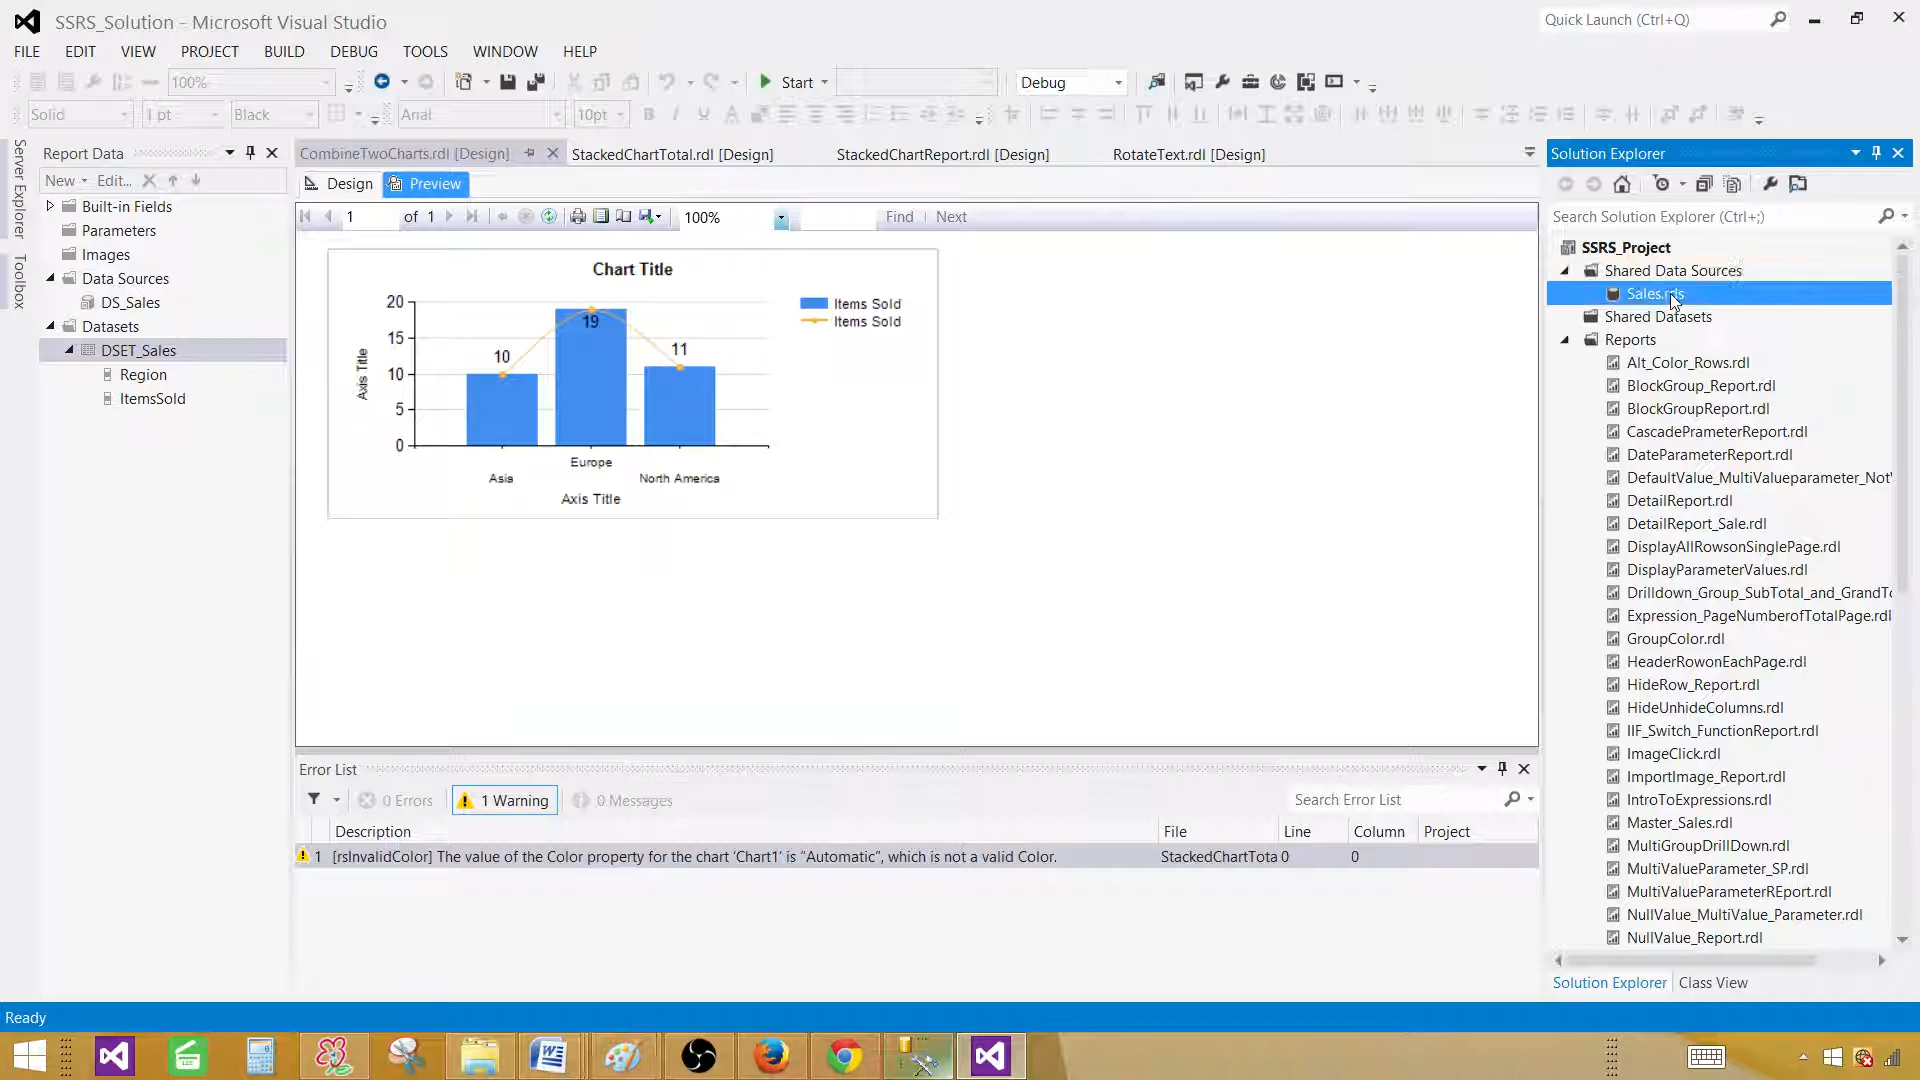 SSRS_Solution - Microsoft Visual Studio
Quick Launch (Ctrl+Q)
FILE EDIT VIEW PROJECT BUILD DEBUG TOOLS WINDOW HELP
100% Start Debug
Solid 1 pt Black Arial 10pt B I U A
Server Explorer
Toolbox
Report Data
New Edit...
Built-in Fields
Parameters
Images
Data Sources
DS_Sales
Datasets
DSET_Sales
Region
ItemsSold
CombineTwoCharts.rdl [Design] StackedChartTotal.rdl [Design] StackedChartReport.rdl [Design] RotateText.rdl [Design]
Design Preview
1 of 1 100% Find Next
Chart Title
Items Sold
Items Sold
20
15
10
5
0
10
19
11
Axis Title
Asia
Europe
North America
Axis Title
Error List
0 Errors 1 Warning 0 Messages Search Error List
Description File Line Column Project
1 [rsInvalidColor] The value of the Color property for the chart 'Chart1' is "Automatic", which is not a valid Color. StackedChartTota 0 0
Solution Explorer
Search Solution Explorer (Ctrl+;)
SSRS_Project
Shared Data Sources
Sales.rds
Shared Datasets
Reports
Alt_Color_Rows.rdl
BlockGroup_Report.rdl
BlockGroupReport.rdl
CascadePrameterReport.rdl
DateParameterReport.rdl
DefaultValue_MultiValueparameter_Not
DetailReport.rdl
DetailReport_Sale.rdl
DisplayAllRowsonSinglePage.rdl
DisplayParameterValues.rdl
Drilldown_Group_SubTotal_and_GrandTo
Expression_PageNumberofTotalPage.rdl
GroupColor.rdl
HeaderRowonEachPage.rdl
HideRow_Report.rdl
HideUnhideColumns.rdl
IIF_Switch_FunctionReport.rdl
ImageClick.rdl
ImportImage_Report.rdl
IntroToExpressions.rdl
Master_Sales.rdl
MultiGroupDrillDown.rdl
MultiValueParameter_SP.rdl
MultiValueParameterREport.rdl
NullValue_MultiValue_Parameter.rdl
NullValue_Report.rdl
Solution Explorer Class View
Ready